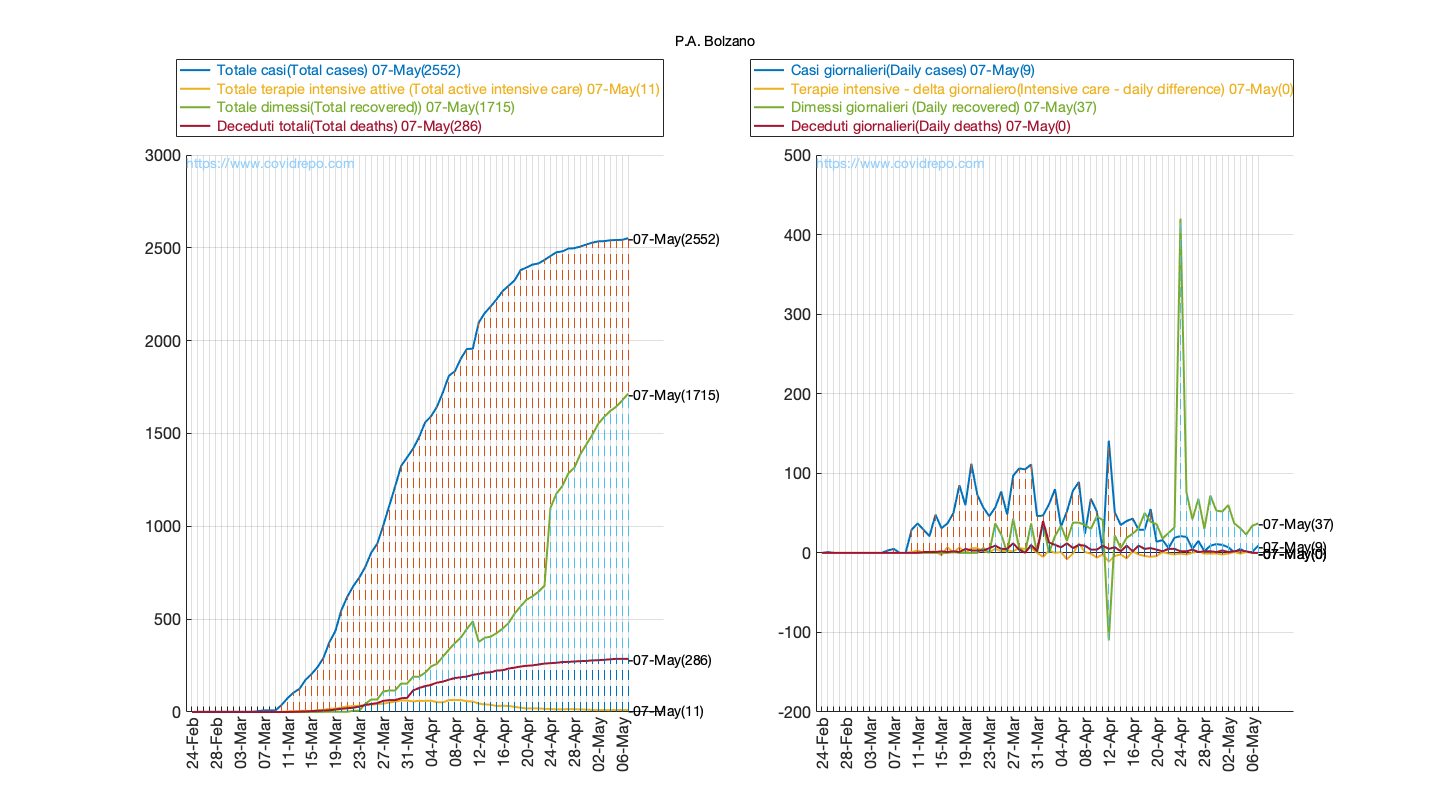 P.A. Bolzano
Totale casi(Total cases) 07-May(2552)
Totale terapie intensive attive (Total active intensive care) 07-May(11)
Totale dimessi(Total recovered)) 07-May(1715)
Deceduti totali(Total deaths) 07-May(286)
https://www.covidrepo.com
3000
2500
2000
1500
1000
500
0
-07-May(2552)
-07-May(1715)
-07-May(286)
-07-May(11)
24-Feb
28-Feb
03-Mar
07-Mar
11-Mar
15-Mar
19-Mar
23-Mar
27-Mar
31-Mar
04-Apr
08-Apr
12-Apr
16-Apr
20-Apr
24-Apr
28-Apr
02-May
06-May
Casi giornalieri(Daily cases) 07-May(9)
Terapie intensive - delta giornaliero(Intensive care - daily difference) 07-May(0)
Dimessi giornalieri (Daily recovered) 07-May(37)
Deceduti giornalieri(Daily deaths) 07-May(0)
https://www.covidrepo.com
500
400
300
200
100
0
-100
-200
-07-May(37)
-07-May(9)
-07-May(0)
24-Feb
28-Feb
03-Mar
07-Mar
11-Mar
15-Mar
19-Mar
23-Mar
27-Mar
31-Mar
04-Apr
08-Apr
12-Apr
16-Apr
20-Apr
24-Apr
28-Apr
02-May
06-May